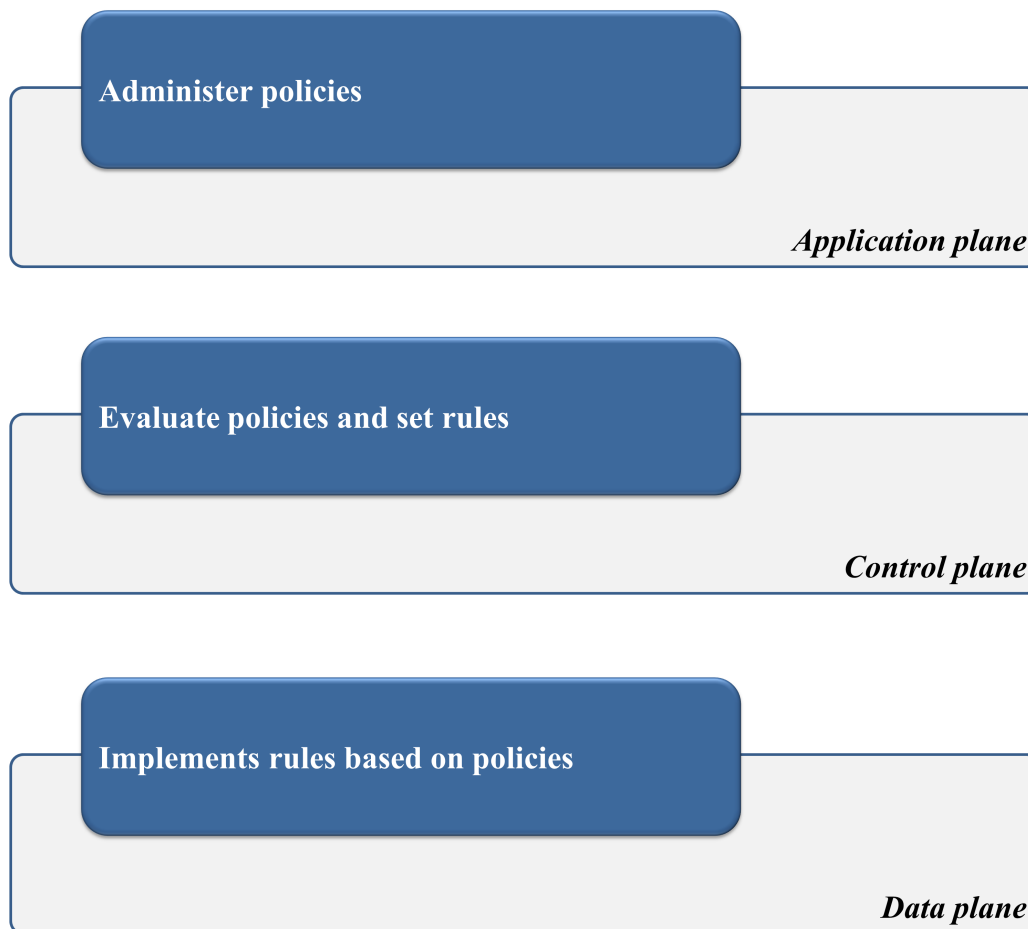 Administer policies
Application plane
Evaluate policies and set rules
Control plane
Implements rules based on policies
Data plane